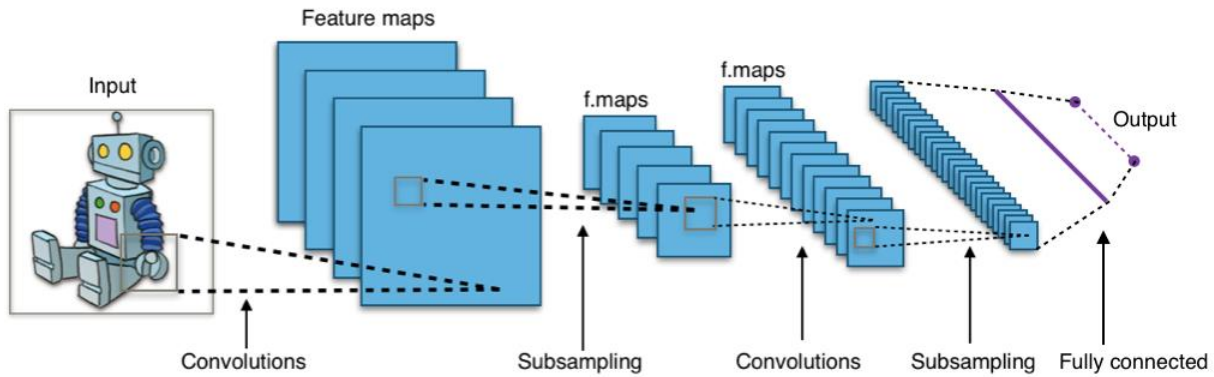 Feature maps
Input
f.maps
f.maps
Output
Convolutions
Subsampling
Convolutions
Subsampling
Fully connected